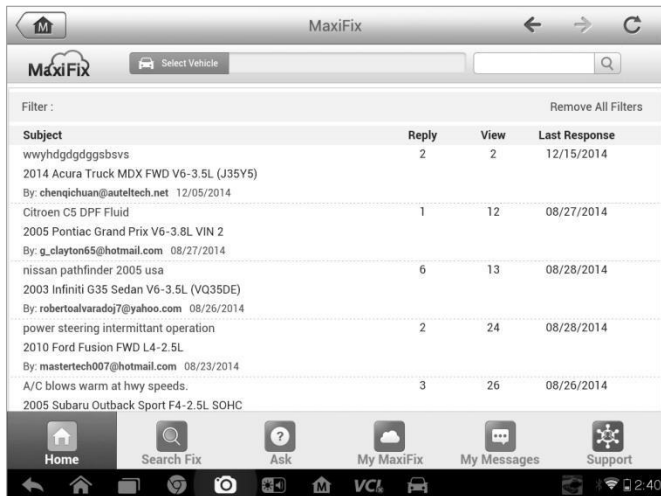 MaxiFix
MaxiFix
Select Vehicle
Filter :
Remove All Filters
Subject Reply View Last Response
wwyhdgdgdggsbsvs 2 2 12/15/2014
2014 Acura Truck MDX FWD V6-3.5L (J35Y5)
By: chenqichuan@auteltech.net 12/05/2014
Citroen C5 DPF Fluid 1 12 08/27/2014
2005 Pontiac Grand Prix V6-3.8L VIN 2
By: g_clayton65@hotmail.com 08/27/2014
nissan pathfinder 2005 usa 6 13 08/28/2014
2003 Infiniti G35 Sedan V6-3.5L (VQ35DE)
By: robertoalvaradoj7@yahoo.com 08/26/2014
power steering intermittant operation 2 24 08/28/2014
2010 Ford Fusion FWD L4-2.5L
By: mastertech007@hotmail.com 08/23/2014
A/C blows warm at hwy speeds. 3 26 08/26/2014
2005 Subaru Outback Sport F4-2.5L SOHC
Home Search Fix Ask My MaxiFix My Messages Support
VCI 2:40